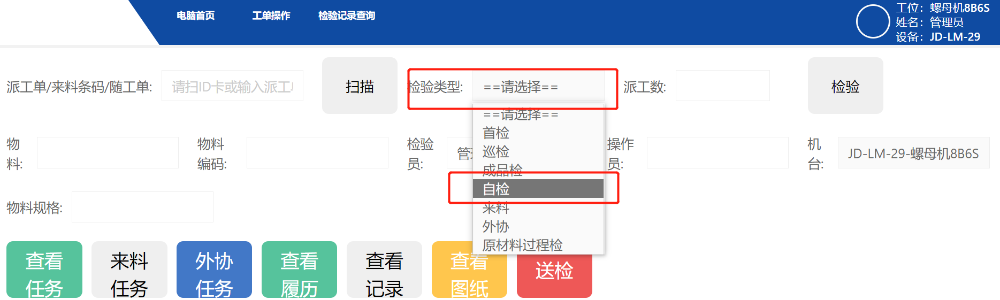 电脑首页 工单操作 检验记录查询
工位: 螺母机8B6S
姓名: 管理员
设备: JD-LM-29
派工单/来料条码/随工单: 请扫ID卡或输入派工 扫描 检验类型: ==请选择== 派工数: 检验
==请选择==
首检
巡检
成品检
自检
来料
外协
原材料过程检
物料:
物料编码:
检验员: 管
操作员:
机台: JD-LM-29-螺母机8B6S
物料规格:
查看任务
来料任务
外协任务
查看履历
查看记录
查看图纸
送检